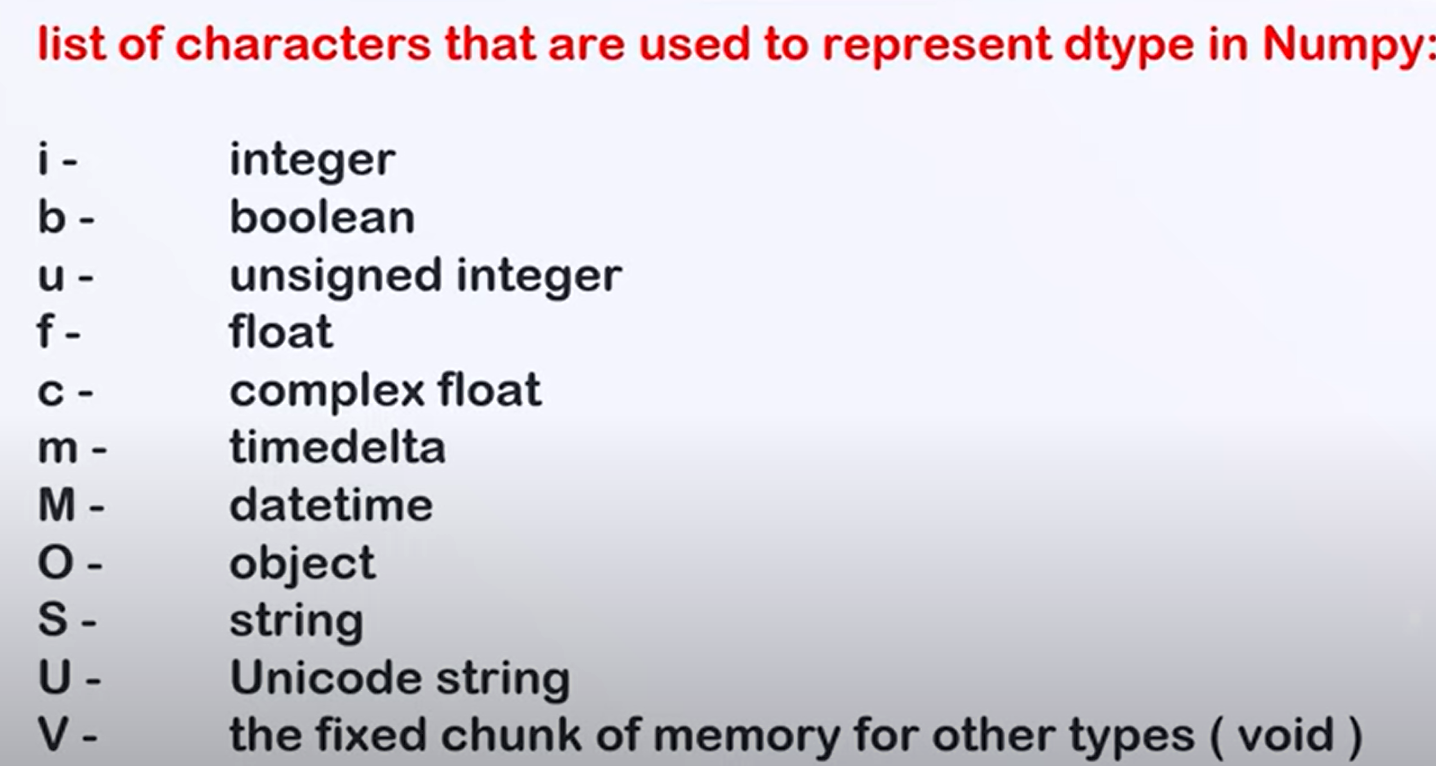 list of characters that are used to represent dtype in Numpy:
i - integer
b - boolean
u - unsigned integer
f - float
c - complex float
m - timedelta
M - datetime
O - object
S - string
U - Unicode string
V - the fixed chunk of memory for other types ( void )